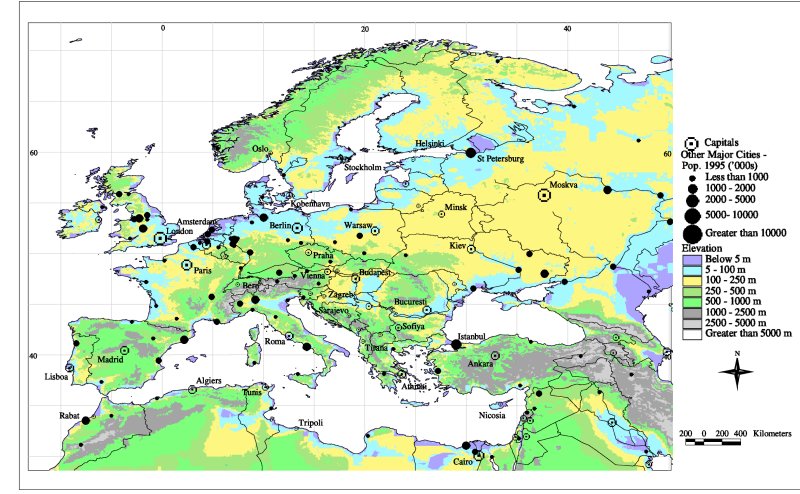 0
20
40
60
60
40
40
Oslo
Helsinki
St Petersburg
Stockholm
Moskva
Kobenhavn
Minsk
Amsterdam
London
Berlin
Warsaw
Kiev
Praha
Paris
Vienna
Budapest
Bern
Zagreb
Bucuresti
Sarajevo
Sofiya
Roma
Istanbul
Tirana
Madrid
Ankara
Lisboa
Athinai
Algiers
Tunis
Nicosia
Rabat
Tripoli
Cairo
Capitals
Other Major Cities -
Pop. 1995 ('000s)
Less than 1000
1000 - 2000
2000 - 5000
5000- 10000
Greater than 10000
Elevation
Below 5 m
5 - 100 m
100 - 250 m
250 - 500 m
500 - 1000 m
1000 - 2500 m
2500 - 5000 m
Greater than 5000 m
N
200 0 200 400 Kilometers